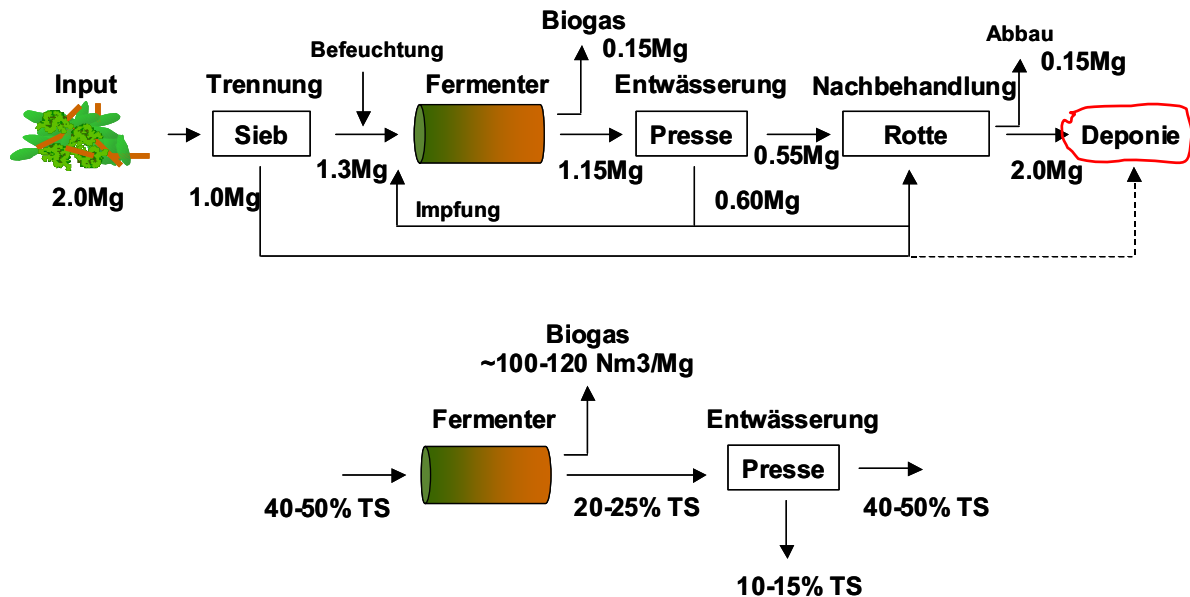 Biogas
0.15Mg
Befeuchtung
Abbau
0.15Mg
Input
Trennung
Fermenter
Entwässerung
Nachbehandlung
Sieb
Presse
Rotte
Deponie
2.0Mg
1.0Mg
1.3Mg
1.15Mg
0.55Mg
2.0Mg
Impfung
0.60Mg
Biogas
~100-120 Nm3/Mg
Fermenter
Entwässerung
Presse
40-50% TS
20-25% TS
40-50% TS
10-15% TS